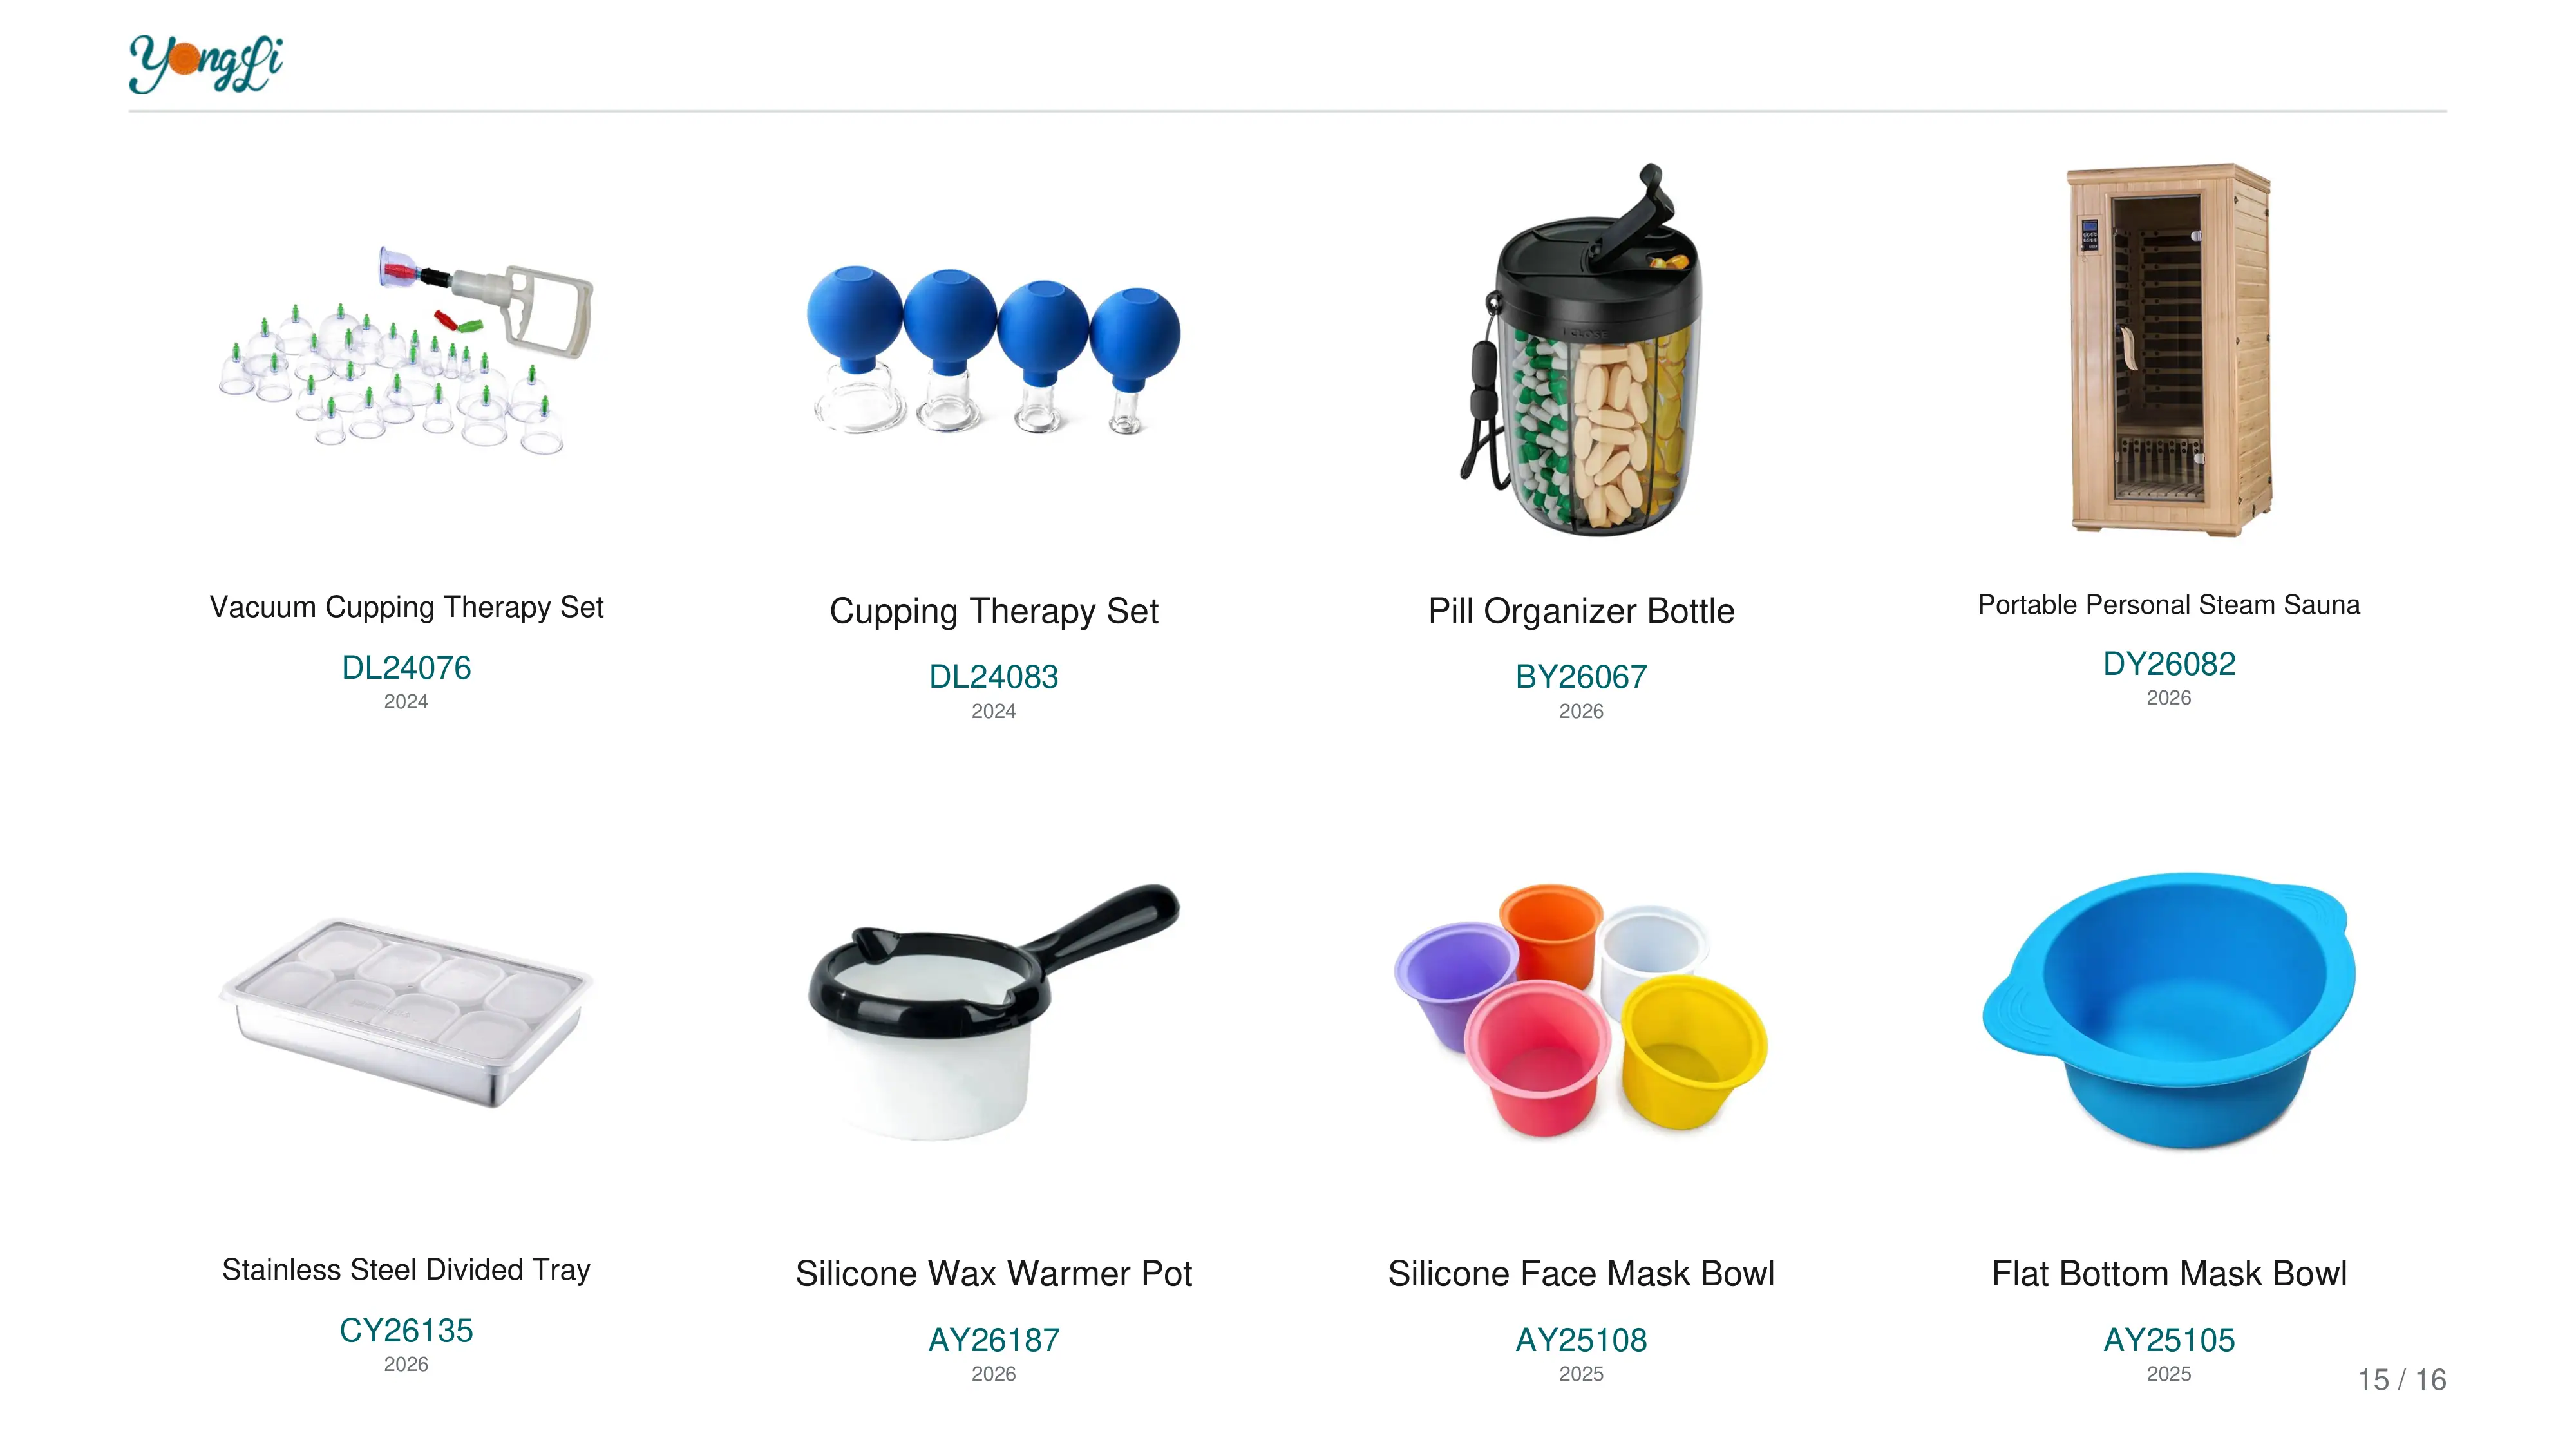 YongLi
Vacuum Cupping Therapy Set
DL24076
2024
Cupping Therapy Set
DL24083
2024
CLOSE
Pill Organizer Bottle
BY26067
2026
Portable Personal Steam Sauna
DY26082
2026
Stainless Steel Divided Tray
CY26135
2026
Silicone Wax Warmer Pot
AY26187
2026
Silicone Face Mask Bowl
AY25108
2025
Flat Bottom Mask Bowl
AY25105
2025
15 / 16